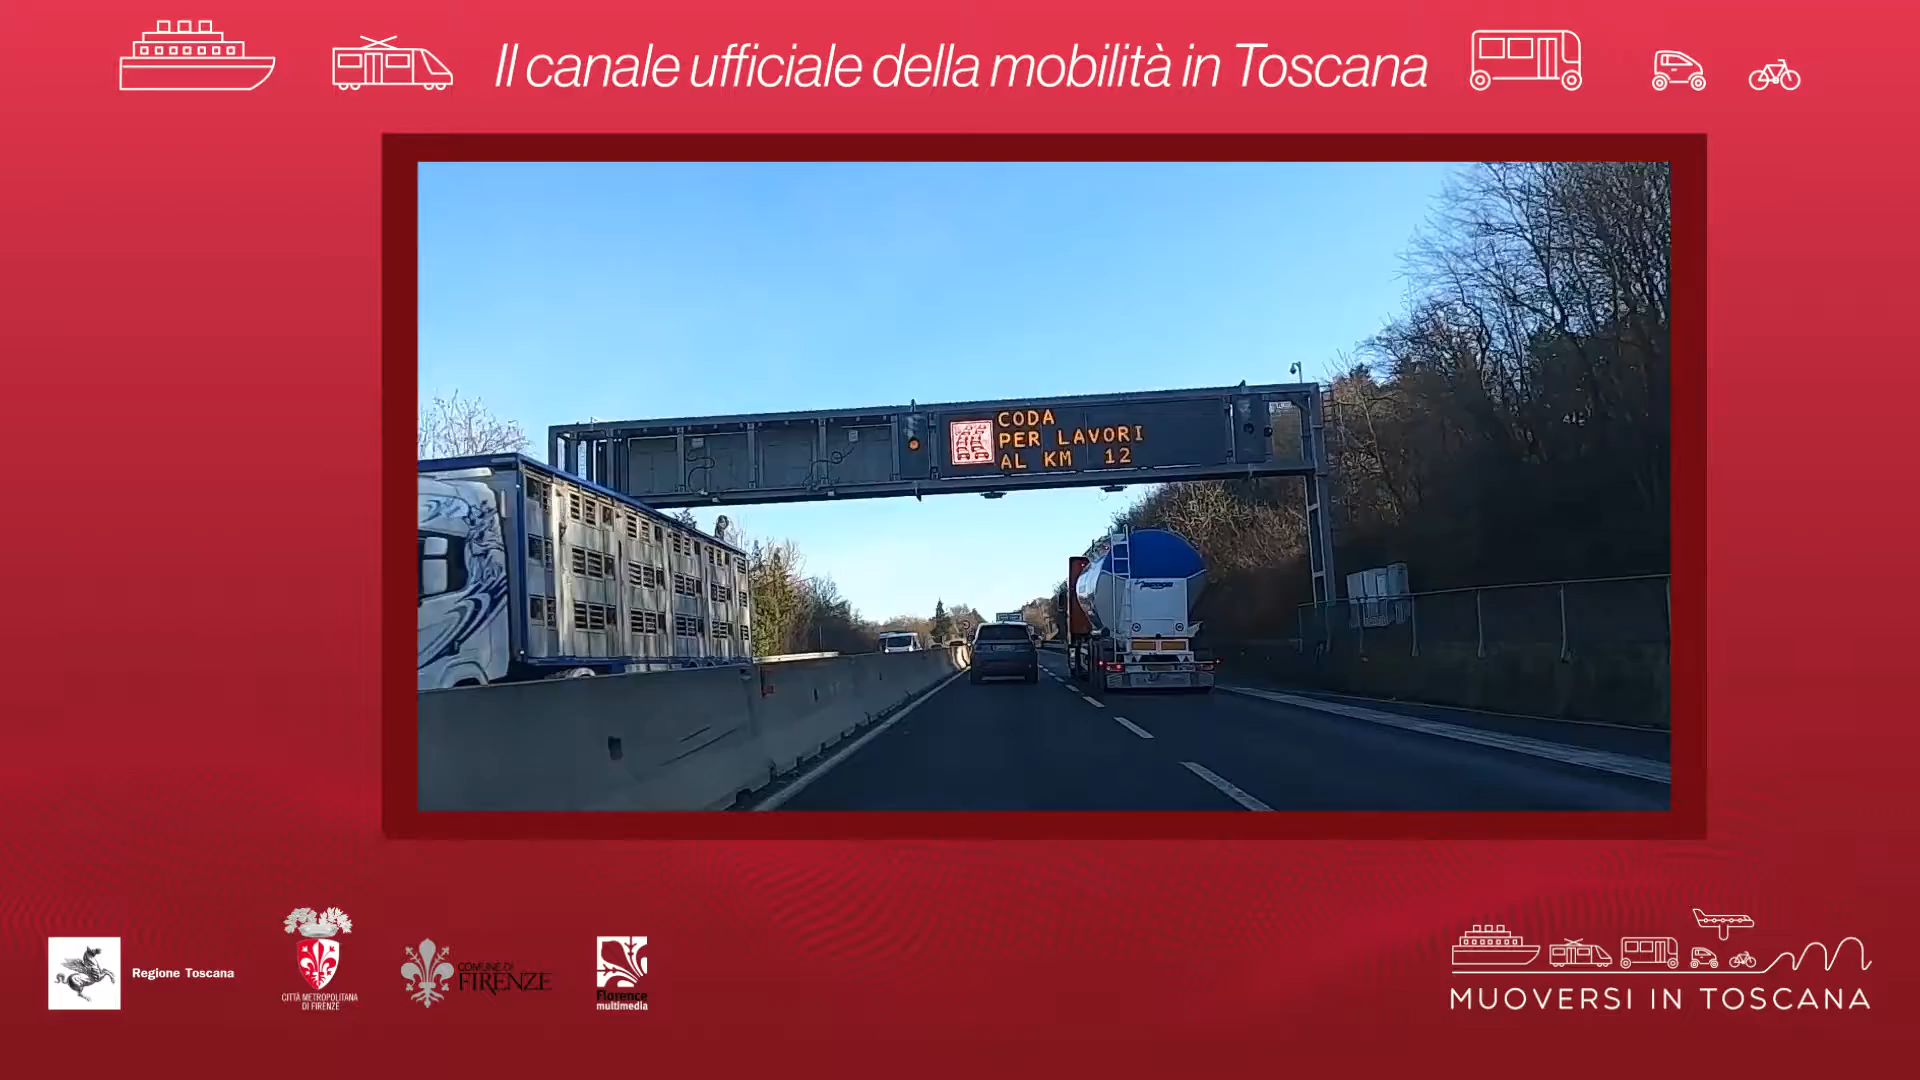 Il canale ufficiale della mobilità in Toscana
CODA
PER LAVORI
AL KM 12
Regione Toscana
CITTÀ METROPOLITANA
DI FIRENZE
COMUNE DI
FIRENZE
Florence
multimedia
MUOVERSI IN TOSCANA